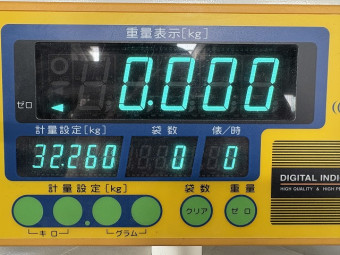 重量表示[kg]
0.000
ゼロ
計量設定[kg] 袋数 俵/時
32.260 0 0
計量設定[kg] 袋数 重量
クリア ゼロ
キロ グラム
DIGITAL INDI
HIGH QUALITY & HIGH P